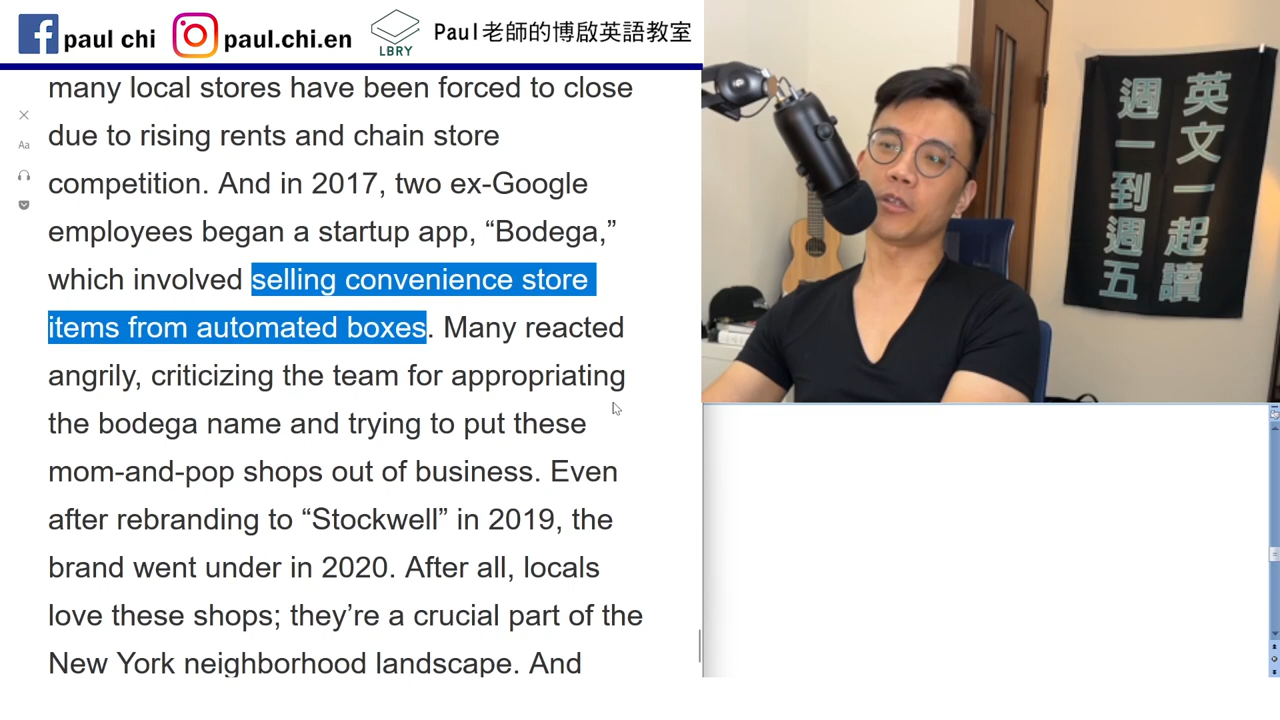 paul chi
paul.chi.en
LBRY
Paul老師的博啟英語教室
many local stores have been forced to close
due to rising rents and chain store
competition. And in 2017, two ex-Google
employees began a startup app, “Bodega,”
which involved selling convenience store
items from automated boxes. Many reacted
angrily, criticizing the team for appropriating
the bodega name and trying to put these
mom-and-pop shops out of business. Even
after rebranding to “Stockwell” in 2019, the
brand went under in 2020. After all, locals
love these shops; they’re a crucial part of the
New York neighborhood landscape. And
Aa
英文一起讀
週一到週五